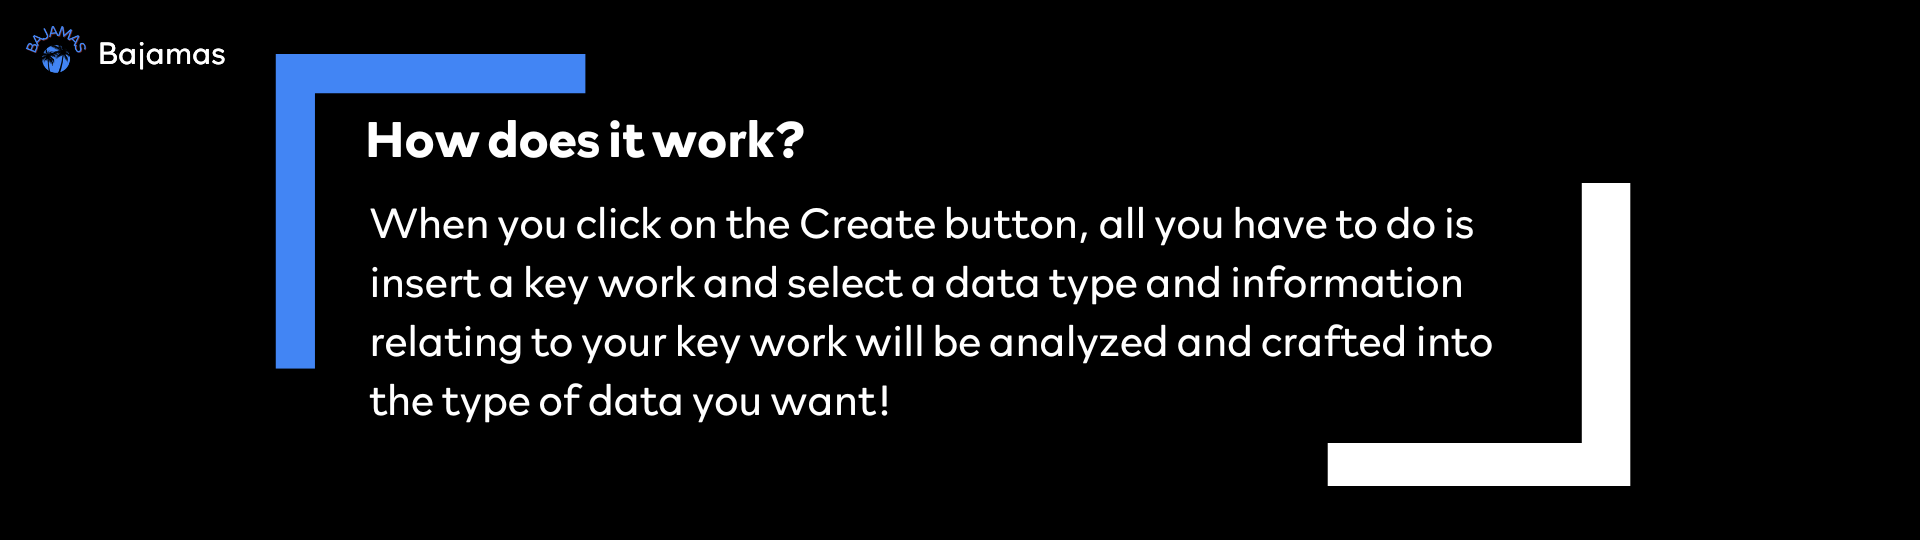 BAJAMAS
Bajamas
How does it work?
When you click on the Create button, all you have to do is
insert a key work and select a data type and information
relating to your key work will be analyzed and crafted into
the type of data you want!